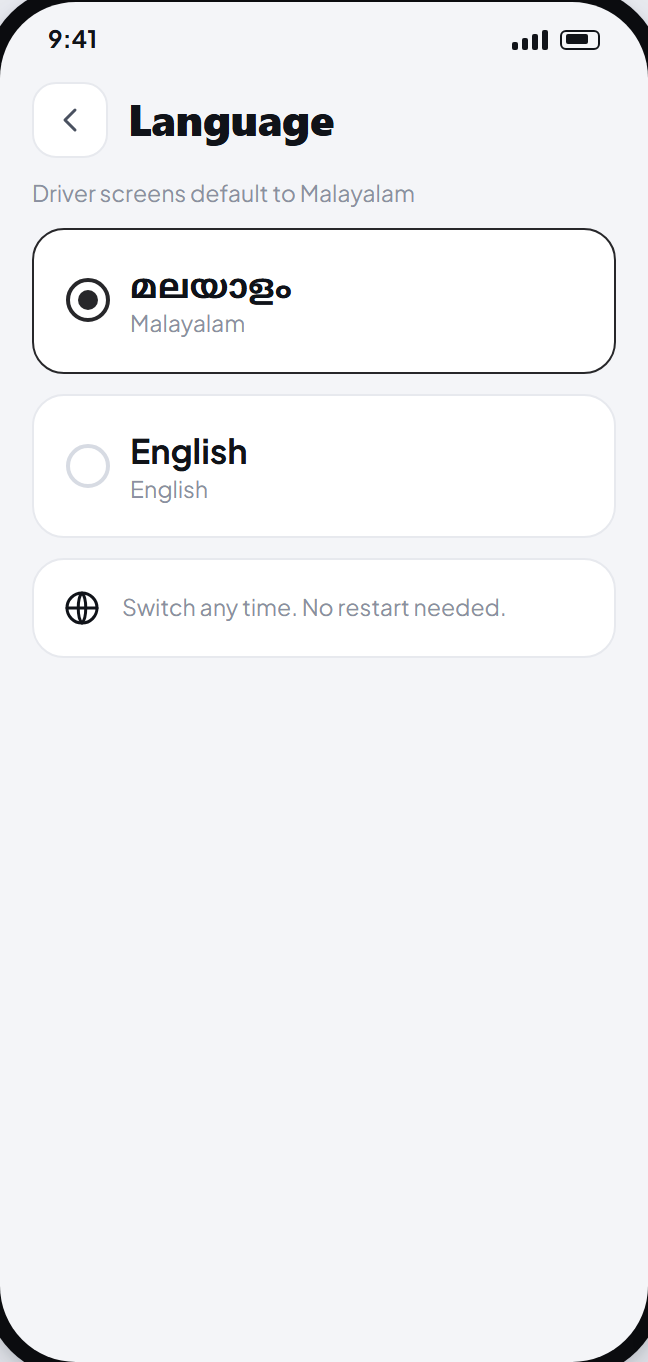 9:41
Language
Driver screens default to Malayalam
മലയാളം
Malayalam
English
English
Switch any time. No restart needed.